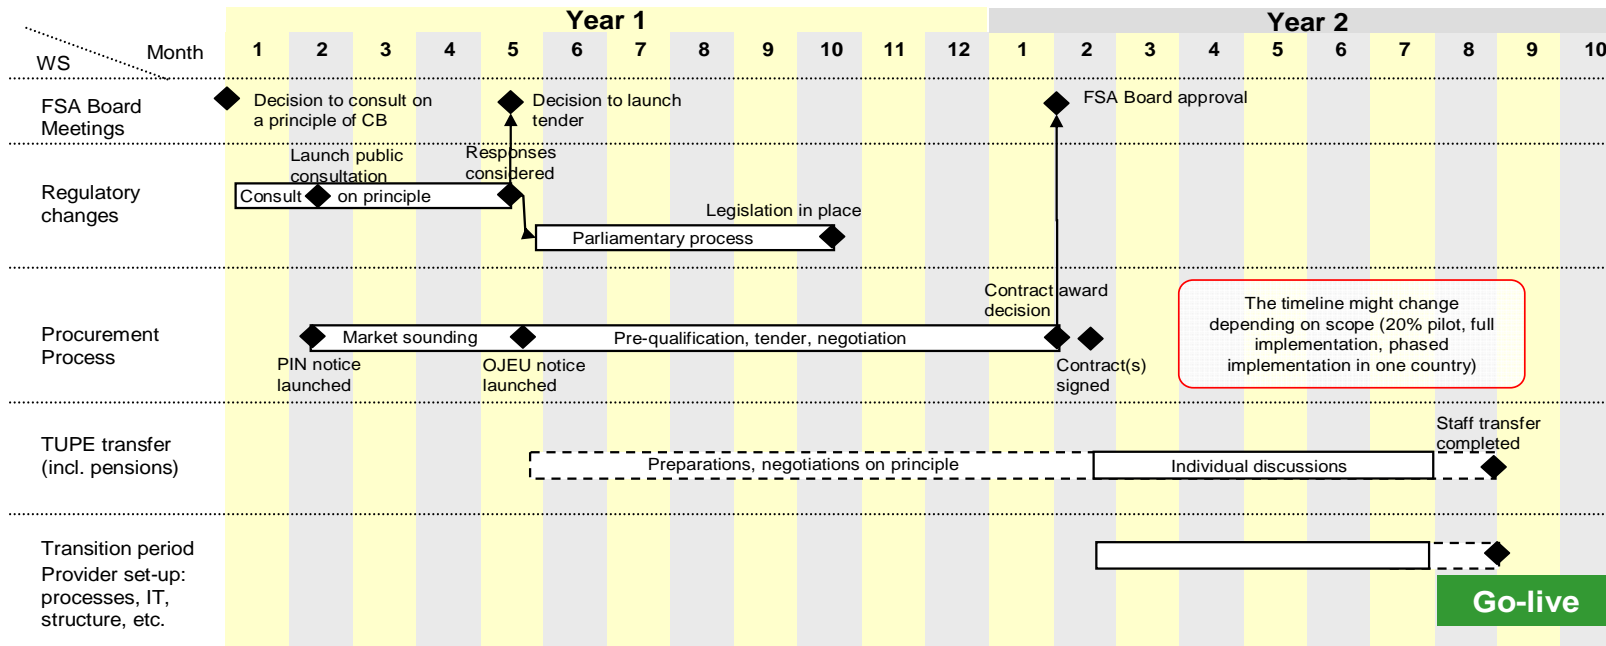 Year 1
Year 2
Month
WS
1 2 3 4 5 6 7 8 9 10 11 12 1 2 3 4 5 6 7 8 9 10
FSA Board
Meetings
Decision to consult on
a principle of CB
Decision to launch
tender
FSA Board approval
Regulatory
changes
Launch public
consultation
Responses
considered
Consult on principle
Legislation in place
Parliamentary process
Procurement
Process
Contract award
decision
Market sounding
Pre-qualification, tender, negotiation
PIN notice
launched
OJEU notice
launched
Contract(s)
signed
The timeline might change
depending on scope (20% pilot, full
implementation, phased
implementation in one country)
TUPE transfer
(incl. pensions)
Staff transfer
completed
Preparations, negotiations on principle
Individual discussions
Transition period
Provider set-up:
processes, IT,
structure, etc.
Go-live